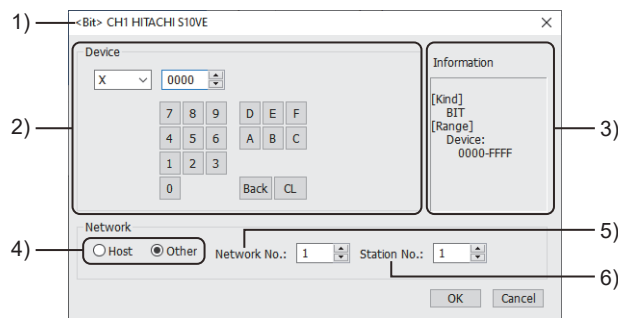 1)
<Bit> CH1 HITACHI S10VE
Device
X 0000
2)
7 8 9 D E F
4 5 6 A B C
1 2 3
0 Back CL
Information
[Kind]
BIT
[Range]
Device:
0000-FFFF
3)
Network
4)
Host Other Network No.: 1 Station No.: 1
5)
6)
OK Cancel